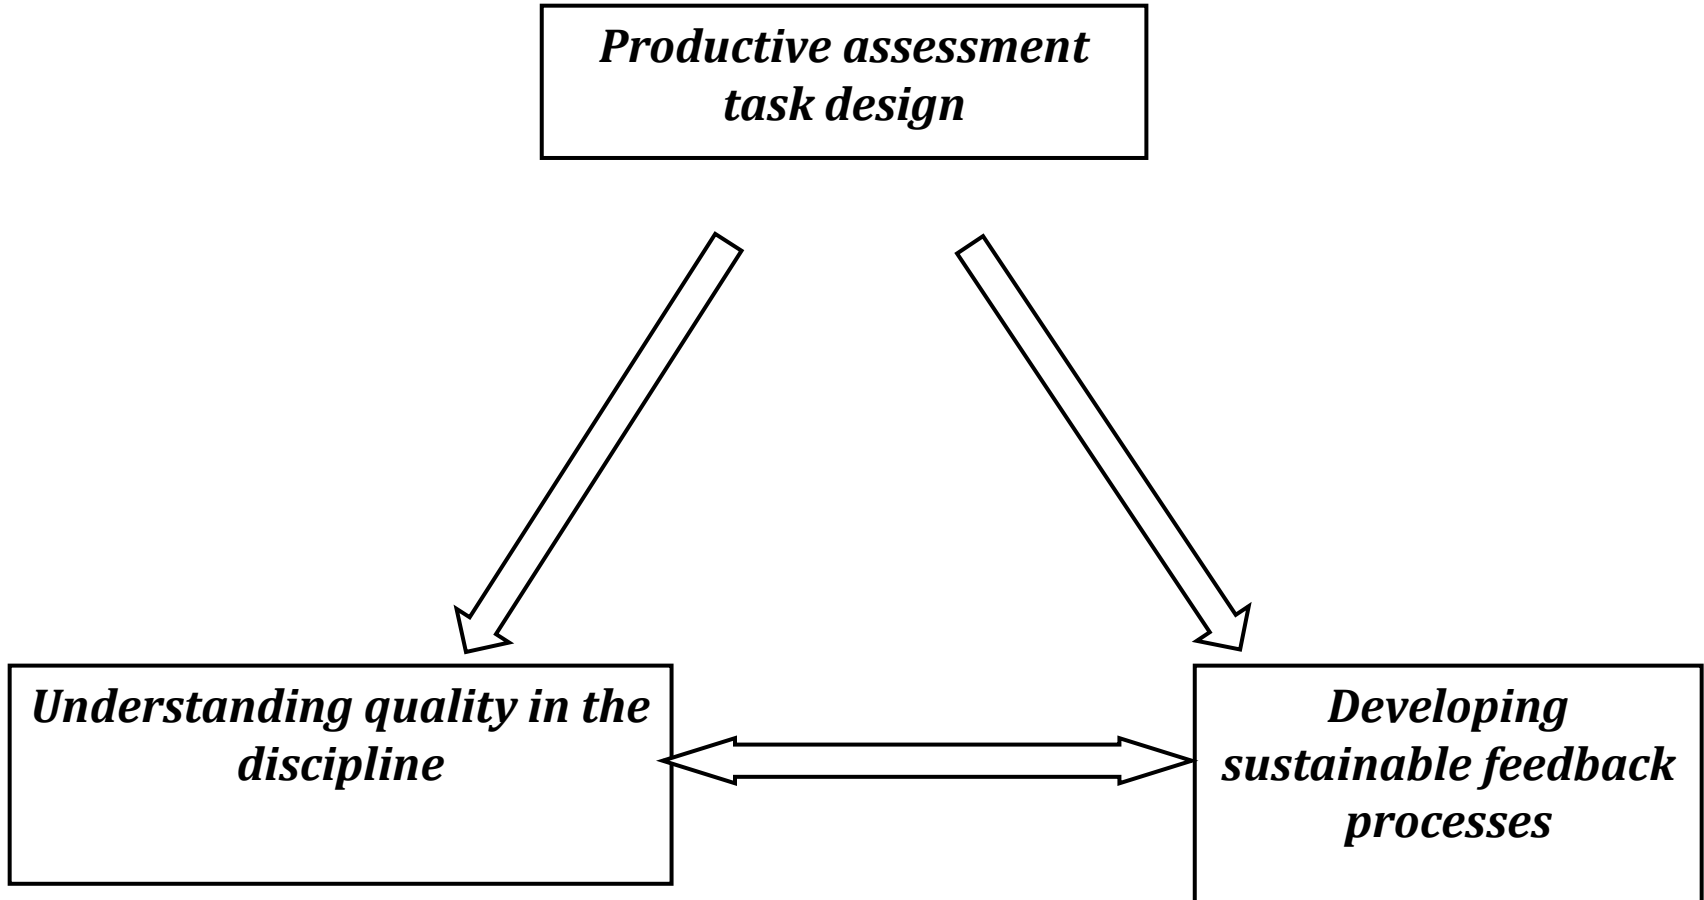 Productive assessment
task design
Understanding quality in the
discipline
Developing
sustainable feedback
processes